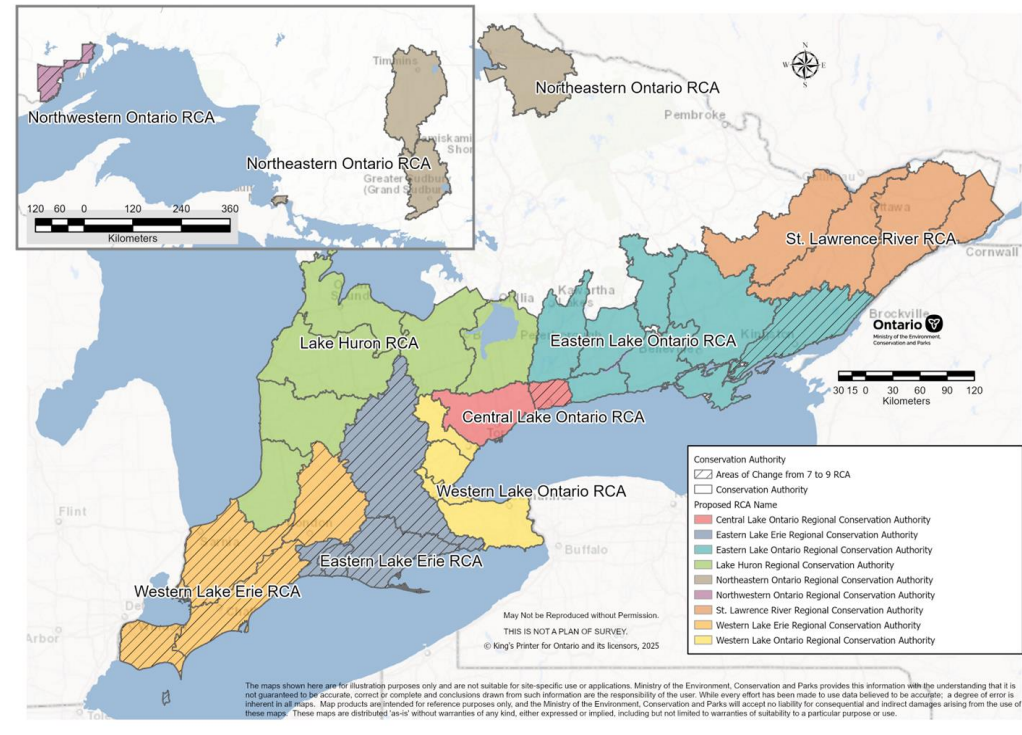 Timmins
Northwestern Ontario RCA
Northeastern Ontario RCA
Greater Sudbury
(Grand Sudbury)
120 60 0 120 240 360
Kilometers
Northeastern Ontario RCA
N
W E
S
Pembroke
Ottawa
St. Lawrence River RCA
Cornwall
Sound
Kawartha
Lakes
Brockville
Lake Huron RCA
Eastern Lake Ontario RCA
Kingston
Belleville
Ontario
Ministry of the Environment,
Conservation and Parks
30 15 0 30 60 90 120
Kilometers
Central Lake Ontario RCA
Western Lake Ontario RCA
Flint
London
Sarnia
Eastern Lake Erie RCA
Buffalo
Western Lake Erie RCA
Arbor
Conservation Authority
Areas of Change from 7 to 9 RCA
Conservation Authority
Proposed RCA Name
Central Lake Ontario Regional Conservation Authority
Eastern Lake Erie Regional Conservation Authority
Eastern Lake Ontario Regional Conservation Authority
Lake Huron Regional Conservation Authority
Northeastern Ontario Regional Conservation Authority
Northwestern Ontario Regional Conservation Authority
St. Lawrence River Regional Conservation Authority
Western Lake Erie Regional Conservation Authority
Western Lake Ontario Regional Conservation Authority
May Not be Reproduced without Permission.
THIS IS NOT A PLAN OF SURVEY.
© King's Printer for Ontario and its licensors, 2025
The maps shown here are for illustration purposes only and are not suitable for site-specific use or applications. Ministry of the Environment, Conservation and Parks provides this information with the understanding that it is
not guaranteed to be accurate, correct or complete and conclusions drawn from such information are the responsibility of the user. While every effort has been made to use data believed to be accurate; a degree of error is
inherent in all maps. Map products are intended for reference purposes only, and the Ministry of the Environment, Conservation and Parks will accept no liability for consequential and indirect damages arising from the use of
these maps. These maps are distributed 'as-is' without warranties of any kind, either expressed or implied, including but not limited to warranties of suitability to a particular purpose or use.